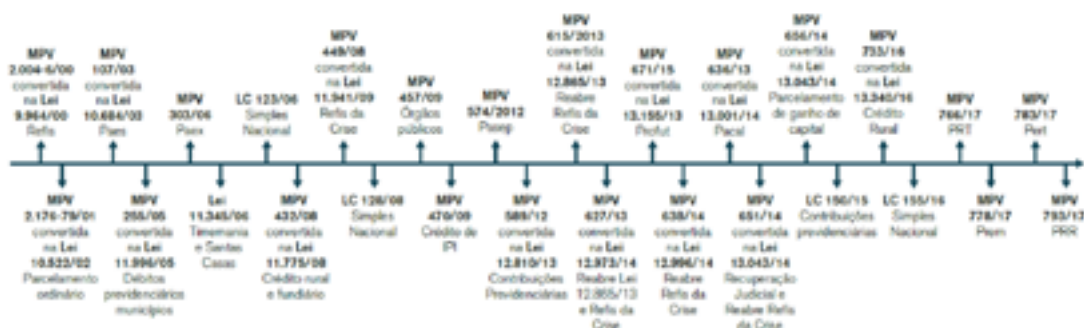 MPV
2.004-6/00
convertida
na Lei
9.964/00
Refis
MPV
107/03
convertida
na Lei
10.684/03
Paes
MPV
303/06
Paex
LC 123/06
Simples
Nacional
MPV
449/08
convertida
na Lei
11.941/09
Refis da
Crise
MPV
457/09
Órgãos
públicos
MPV
574/2012
MPV
615/2013
convertida
na Lei
12.865/13
Reabre
Refis da
Crise
MPV
671/15
convertida
na Lei
13.155/13
Profut
MPV
636/13
convertida
na Lei
13.001/14
MPV
656/14
convertida
na Lei
13.043/14
Parcelamento
de ganho de
capital
MPV
733/16
convertida
na Lei
13.340/16
Crédito
Rural
MPV
766/17
PRT
MPV
783/17
Pert
MPV
2.176-79/01
convertida
na Lei
10.522/02
Parcelamento
ordinário
MPV
255/05
convertida
na Lei
11.996/05
Débitos
previdenciários
municípios
Lei
11.345/06
Timemania
e Santas
Casas
MPV
432/08
convertida
na Lei
11.775/08
Crédito rural
e fundiário
LC 128/08
Simples
Nacional
MPV
470/09
Crédito de
IPI
MPV
589/12
convertida
na Lei
12.810/13
Contribuições
Previdenciárias
MPV
627/13
convertida
na Lei
12.973/14
Reabre Lei
12.865/13
e Refis da
Crise
MPV
638/14
convertida
na Lei
12.996/14
Reabre
Refis da
Crise
MPV
651/14
convertida
na Lei
13.043/14
Recuperação
Judicial e
Reabre Refis
da Crise
LC 150/15
Contribuições
previdenciárias
LC 155/16
Simples
Nacional
MPV
778/17
Prem
MPV
793/17
PRR